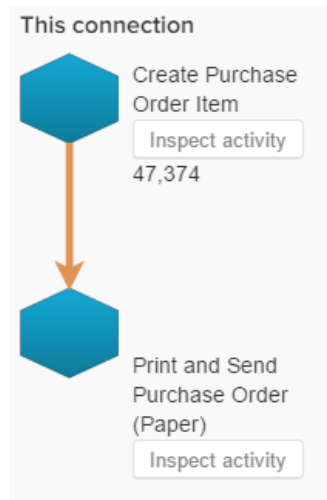 This connection
Create Purchase
Order Item
Inspect activity
47,374
Print and Send
Purchase Order
(Paper)
Inspect activity